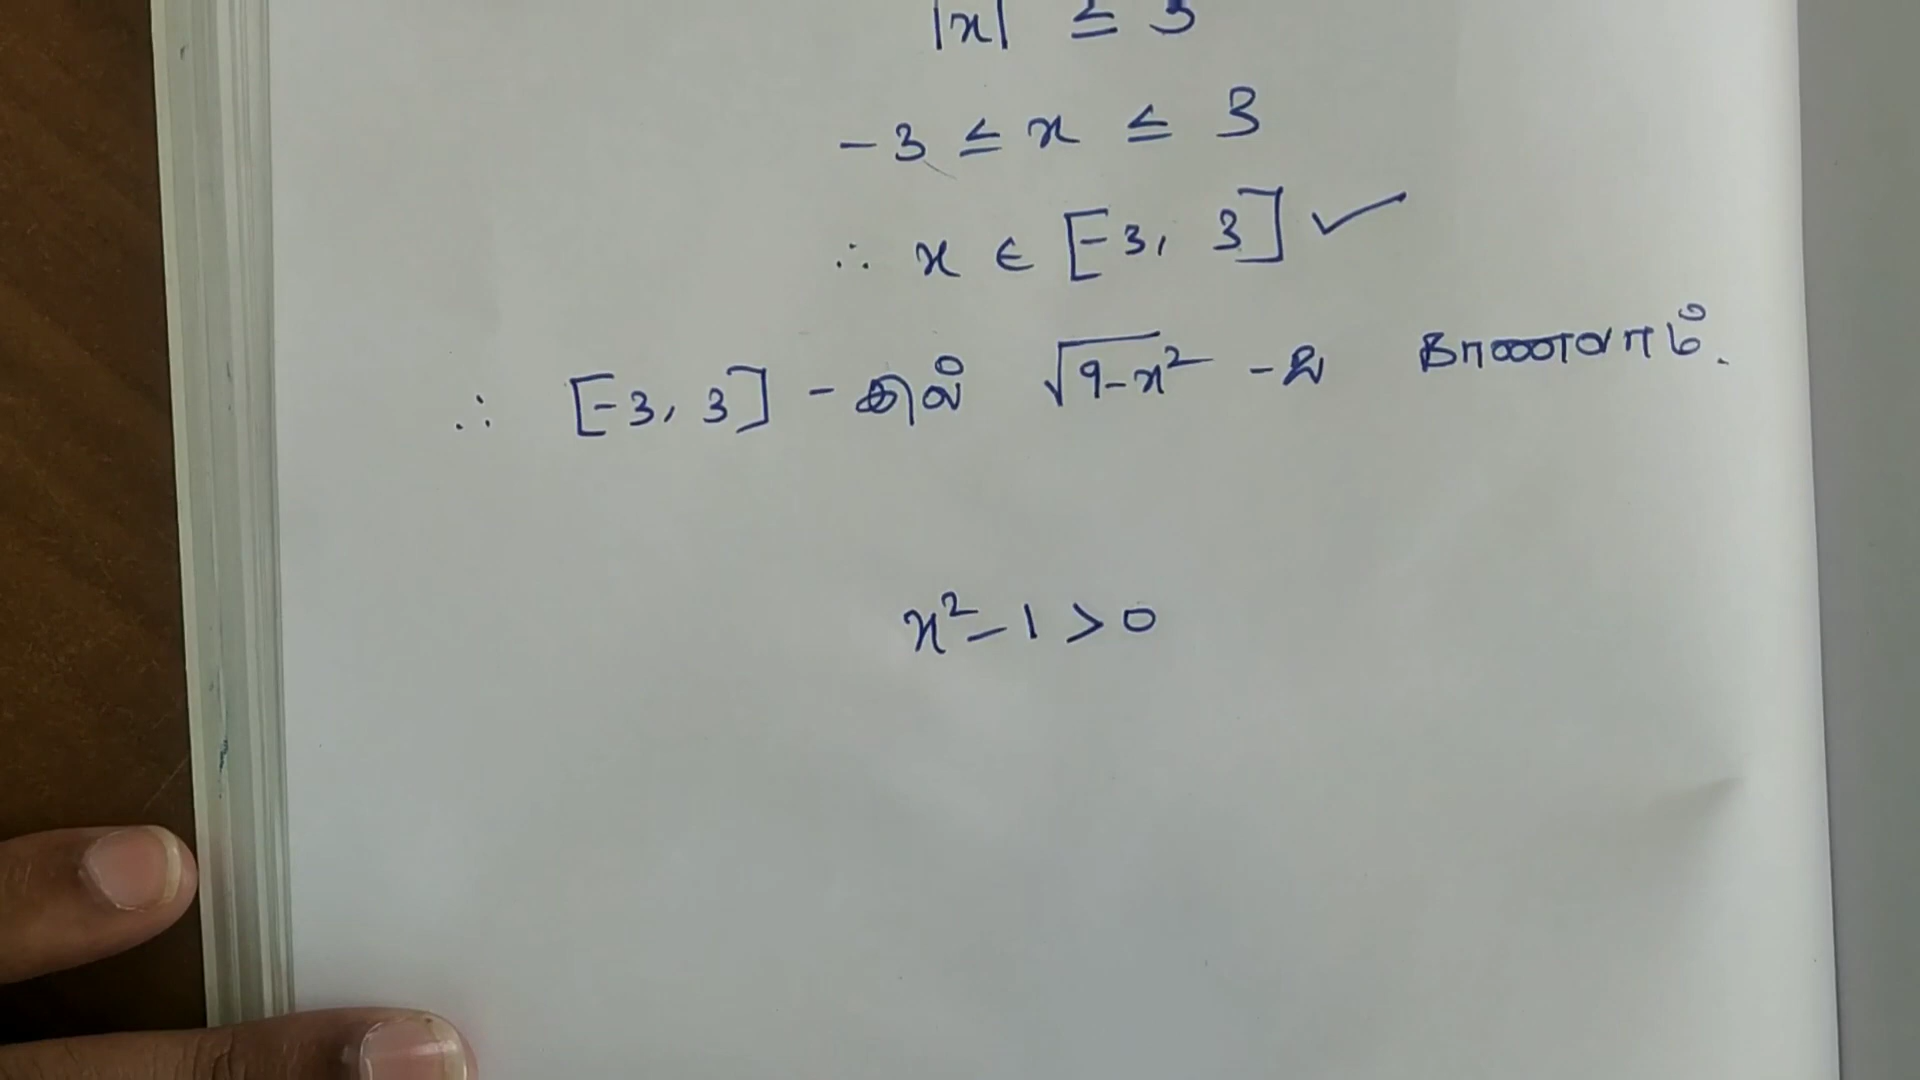 |x| ≤ 3
-3 ≤ x ≤ 3
∴ x ∈ [-3, 3] ✓
∴ [-3, 3] - இல் √9-x² - ஐ காணலாம்.
x² - 1 > 0